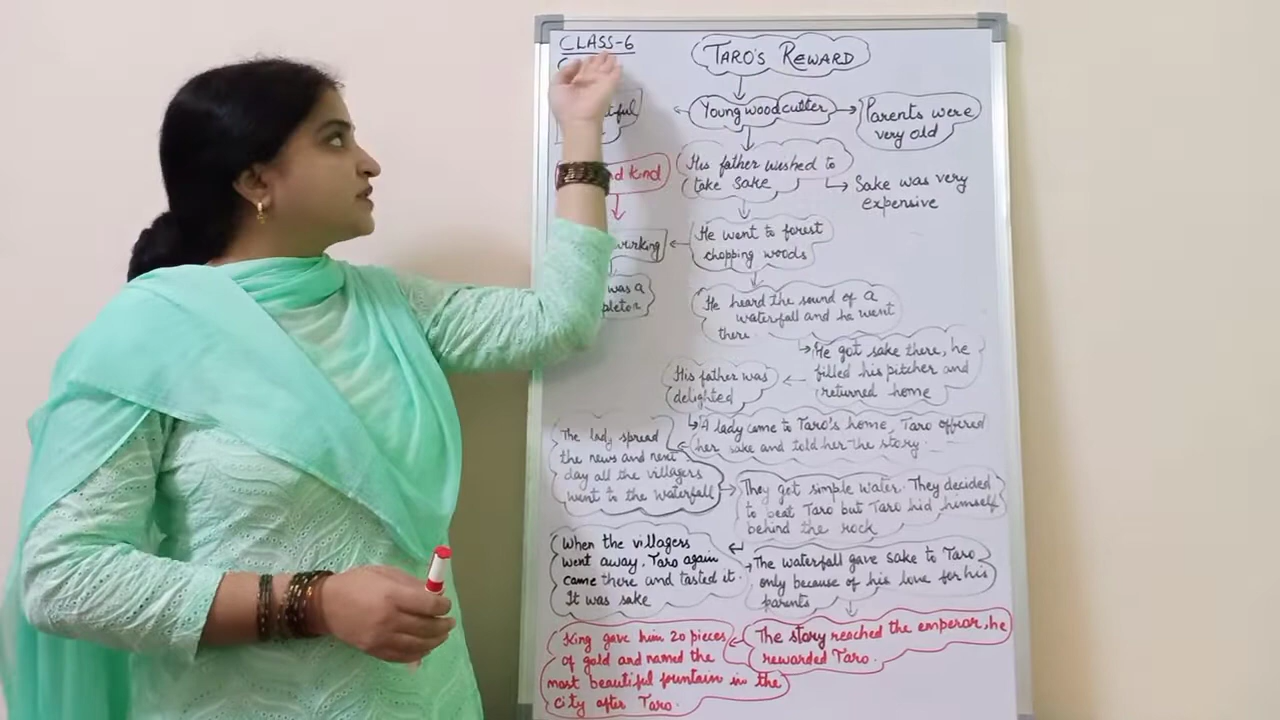 CLASS-6
TARO'S REWARD
Young woodcutter
Parents were
very old
His father wished to
take sake
Sake was very
expensive
nd kind
He went to forest
chopping woods
was a
He heard the sound of a
waterfall and he went
there.
He got sake there, he
filled his pitcher and
returned home
His father was
delighted
A lady came to Taro's home, Taro offered
her sake and told her the story.
The lady spread
the news and next
day all the villagers
went to the waterfall
They got simple water. They decided
to beat Taro but Taro hid himself
behind the rock
When the villagers
went away. Taro again
came there and tasted it.
It was sake
The waterfall gave sake to Taro
only because of his love for his
parents
The story reached the emperor, he
rewarded Taro.
King gave him 20 pieces
of gold and named the
most beautiful fountain in the
city after Taro.